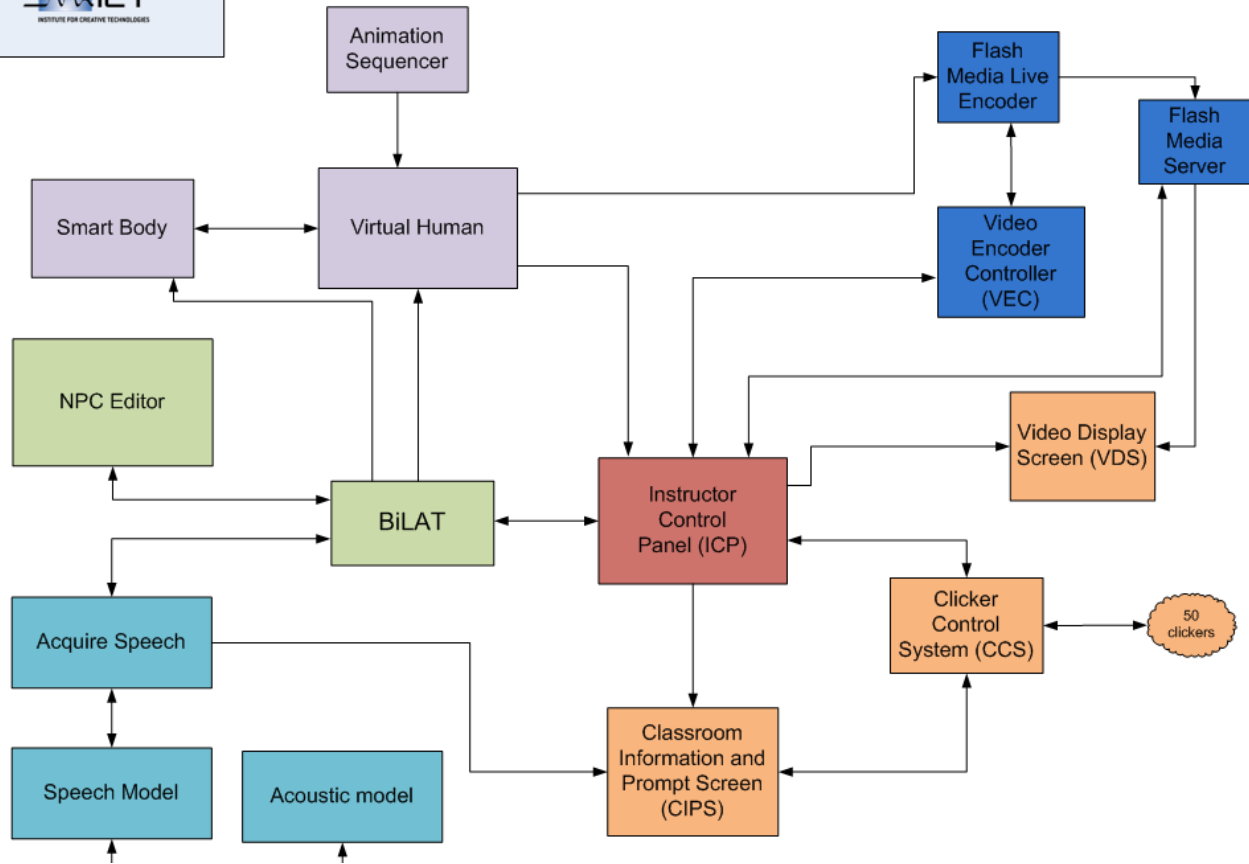 INSTITUTE FOR CREATIVE TECHNOLOGIES
Animation
Sequencer
Flash
Media Live
Encoder
Flash
Media
Server
Smart Body
Virtual Human
Video
Encoder
Controller
(VEC)
NPC Editor
Video Display
Screen (VDS)
BiLAT
Instructor
Control
Panel (ICP)
Clicker
Control
System (CCS)
50
clickers
Acquire Speech
Classroom
Information and
Prompt Screen
(CIPS)
Speech Model
Acoustic model